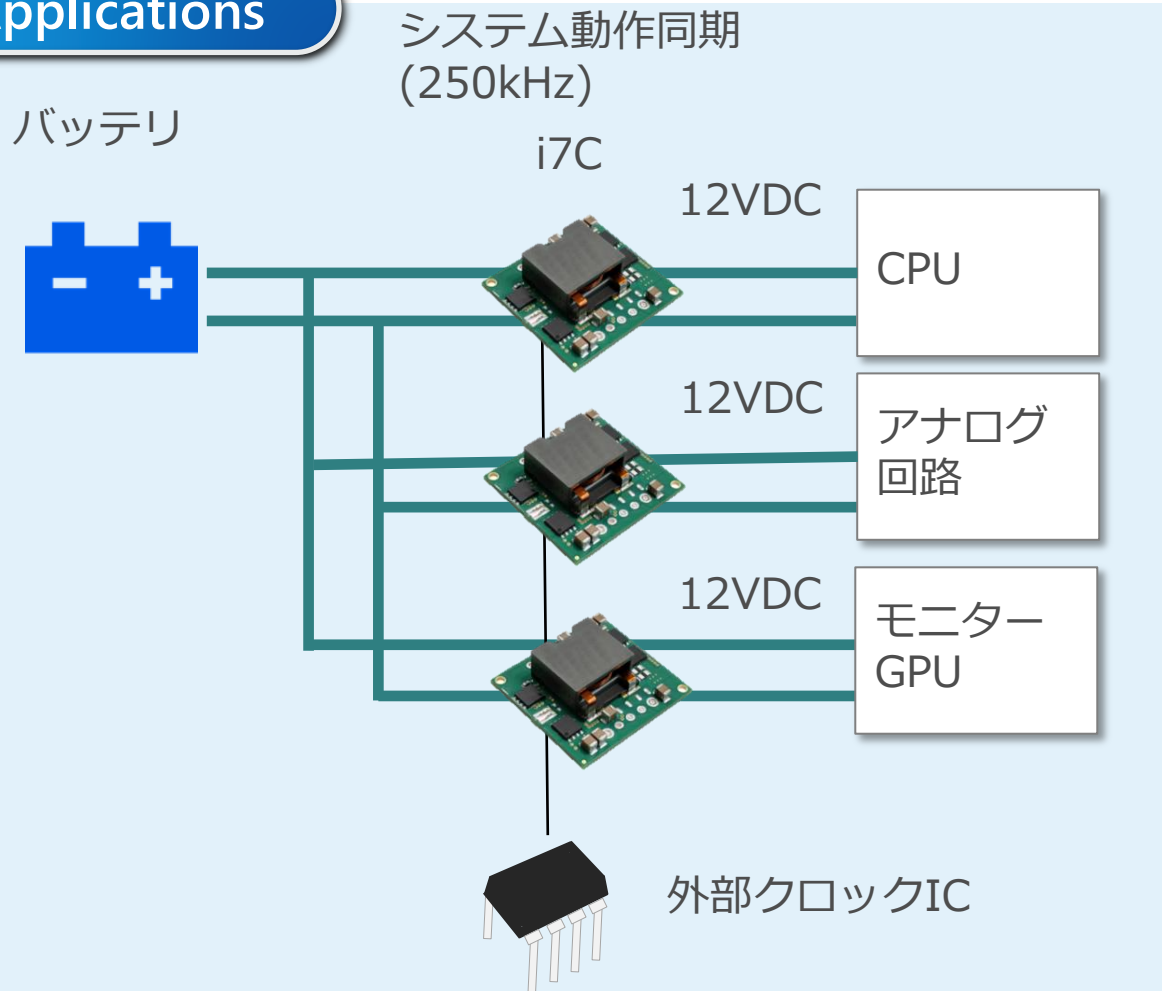 Applications
システム動作同期
(250kHz)
バッテリ
i7C
12VDC
CPU
12VDC
アナログ
回路
12VDC
モニター
GPU
外部クロックIC